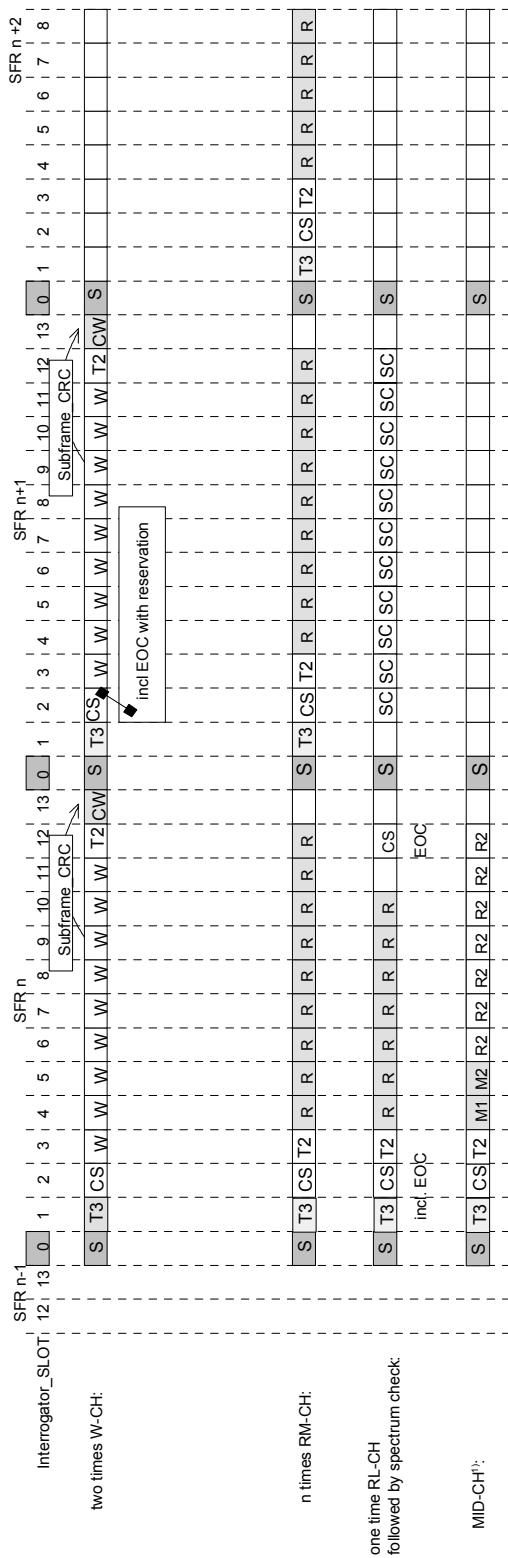 SFR n-1 SFR n SFR n+1 SFR n +2
Interrogator_SLOT 12 13 0 1 2 3 4 5 6 7 8 9 10 11 12 13 0 1 2 3 4 5 6 7 8 9 10 11 12 13 0 1 2 3 4 5 6 7 8
Subframe_CRC Subframe_CRC
two times W-CH: S T3 CS W W W W W W W W W T2 CW S T3 CS W W W W W W W W W T2 CW S
incl EOC with reservation
n times RM-CH: S T3 CS T2 R R R R R R R R R S T3 CS T2 R R R R R R R R R S T3 CS T2 R R R R R
one time RL-CH
followed by spectrum check: S T3 CS T2 R R R R R R R CS S SC SC SC SC SC SC SC SC SC SC SC S
incl. EOC EOC
MID-CH¹⁾: S T3 CS T2 M1 M2 R2 R2 R2 R2 R2 R2 R2 S S